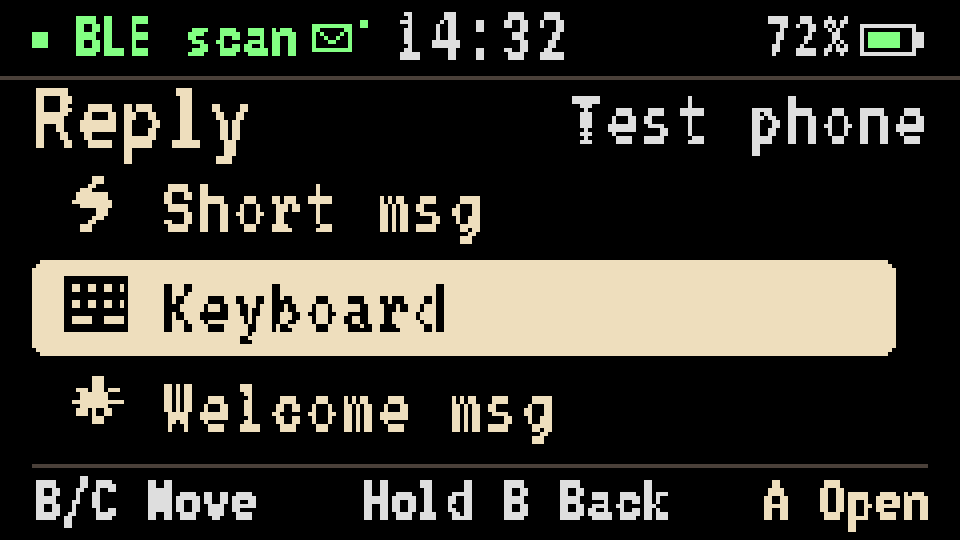 BLE scan 14:32 72%
Reply Test phone
Short msg
Keyboard
Welcome msg
B/C Move Hold B Back A Open